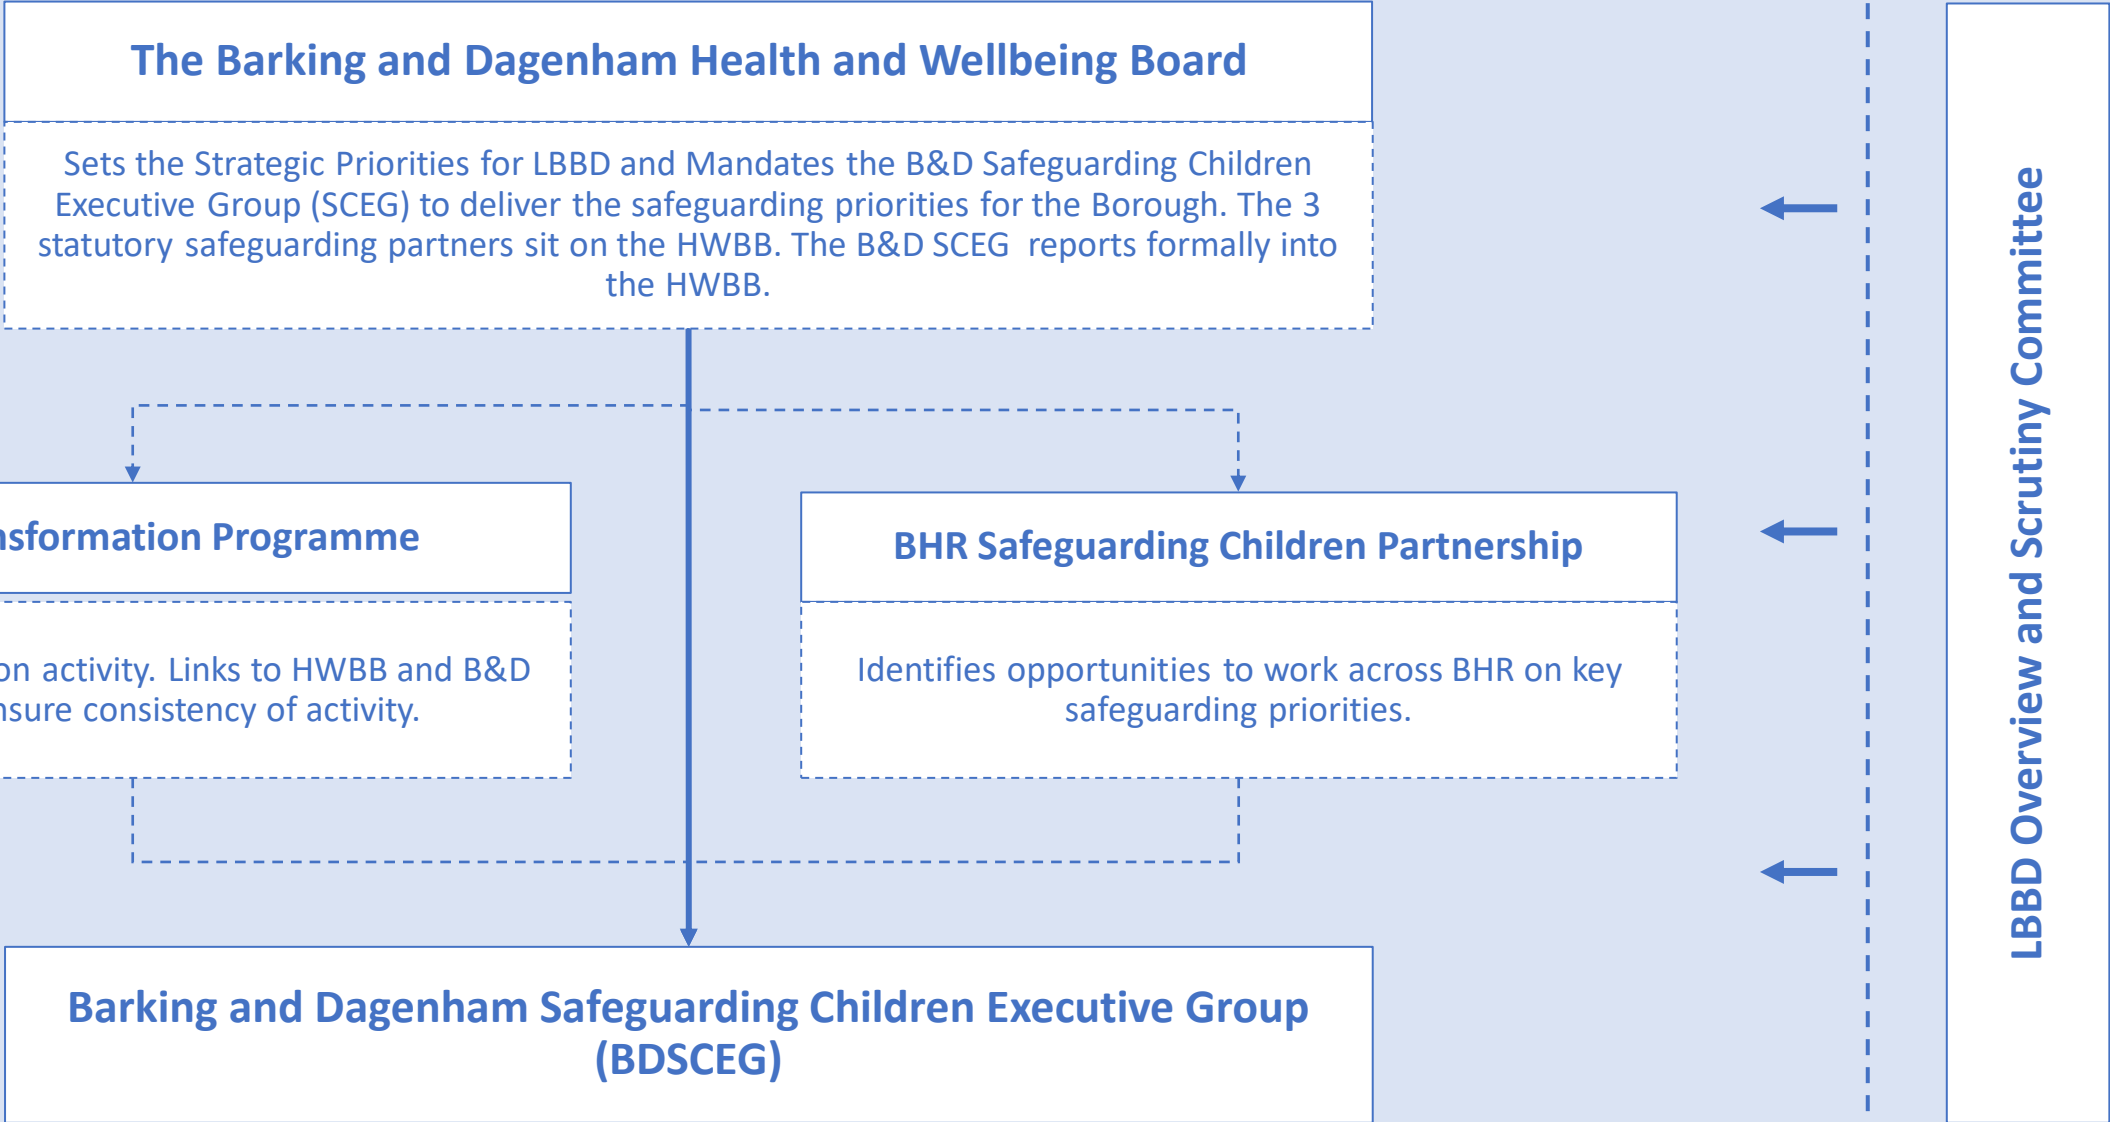 The Barking and Dagenham Health and Wellbeing Board
Sets the Strategic Priorities for LBBD and Mandates the B&D Safeguarding Children
Executive Group (SCEG) to deliver the safeguarding priorities for the Borough. The 3
statutory safeguarding partners sit on the HWBB. The B&D SCEG reports formally into
the HWBB.
nsformation Programme
on activity. Links to HWBB and B&D
nsure consistency of activity.
BHR Safeguarding Children Partnership
Identifies opportunities to work across BHR on key
safeguarding priorities.
Barking and Dagenham Safeguarding Children Executive Group
(BDSCEG)
LBBD Overview and Scrutiny Committee